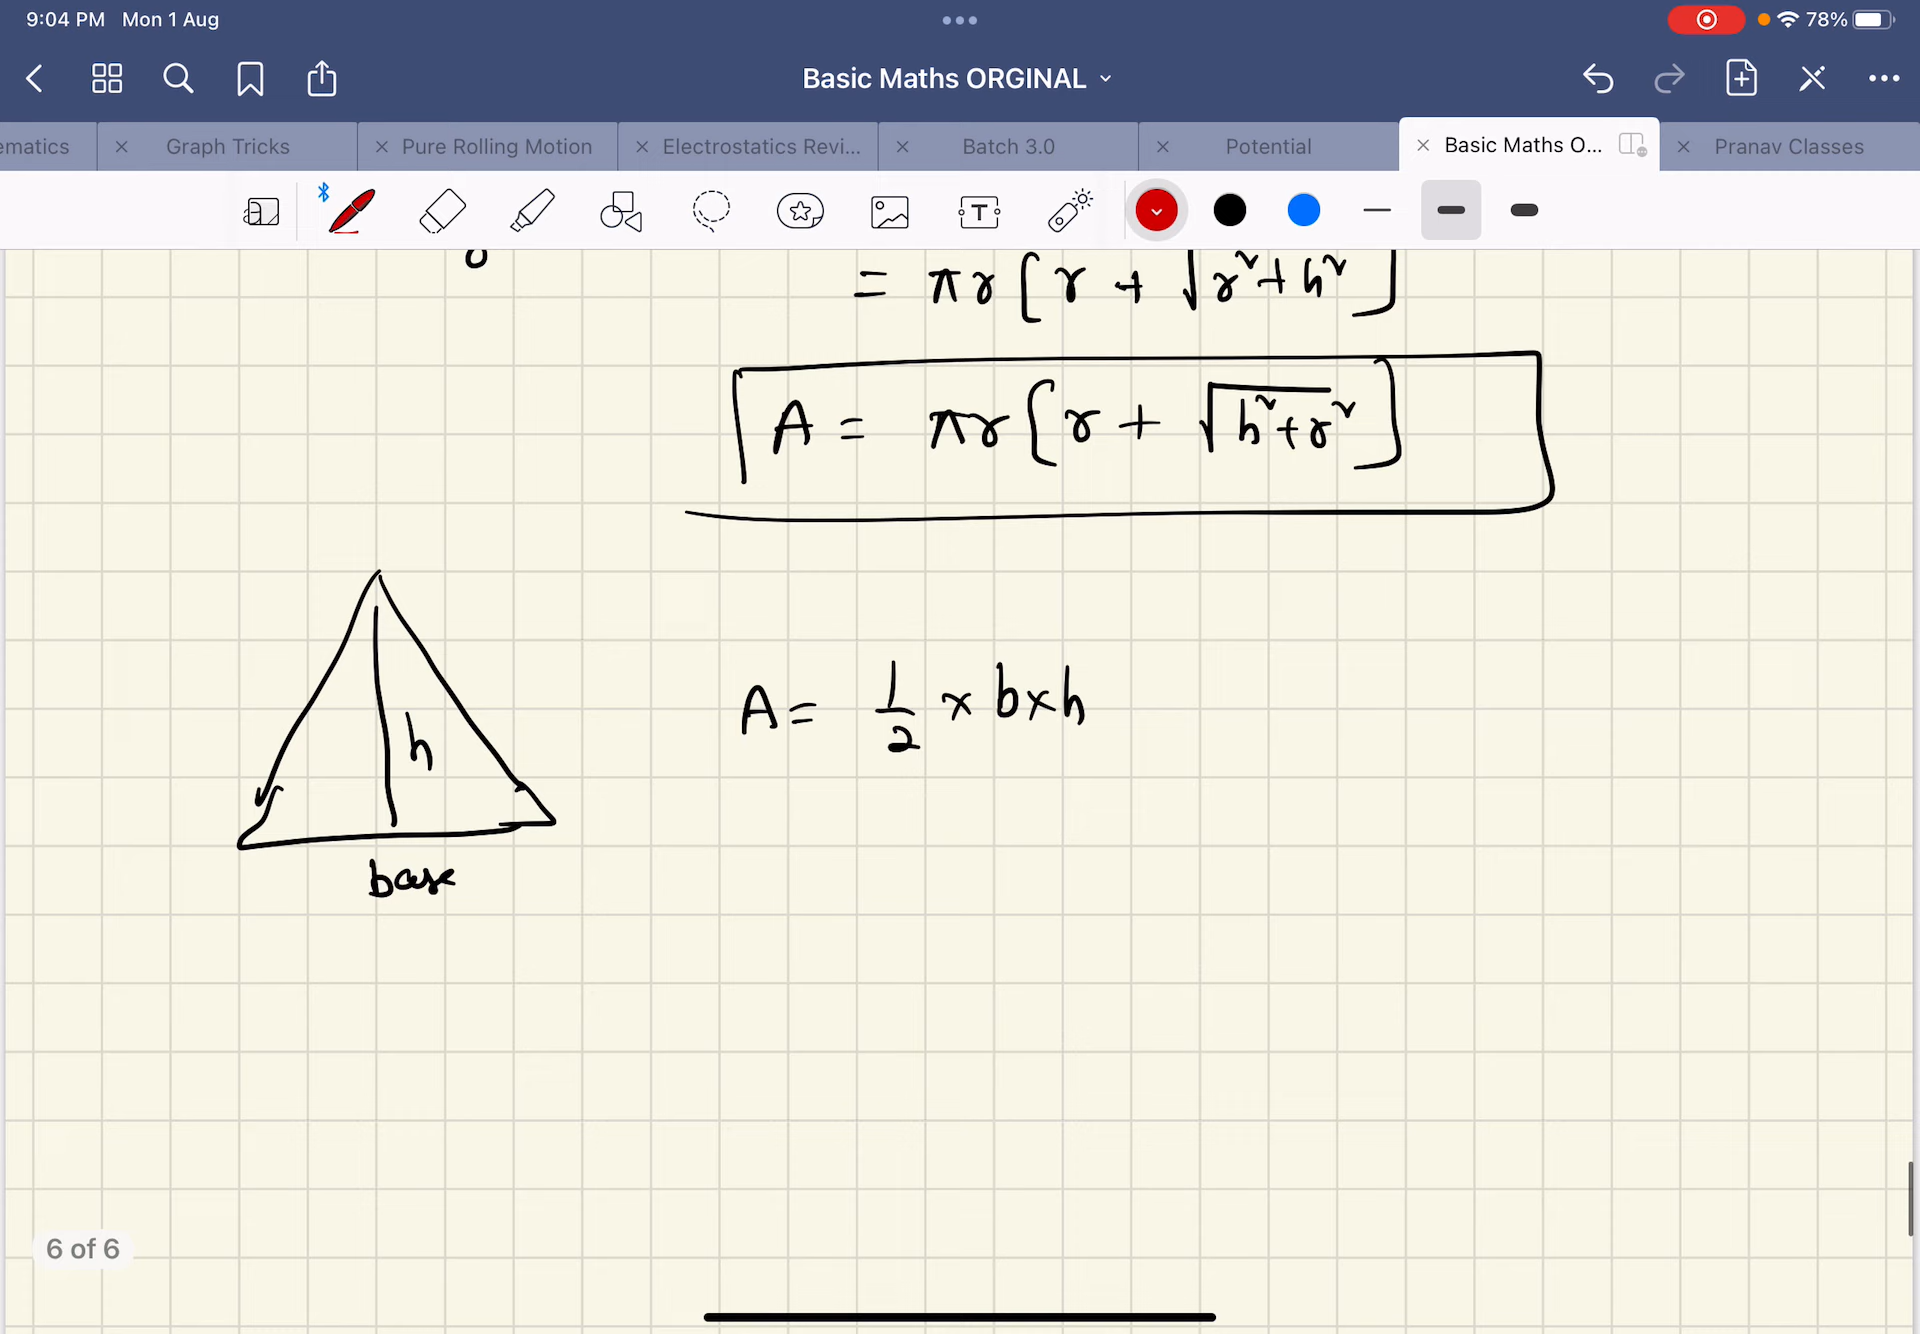 9:04 PM Mon 1 Aug 78%
Basic Maths ORGINAL
ematics Graph Tricks Pure Rolling Motion Electrostatics Revi... Batch 3.0 Potential Basic Maths O... Pranav Classes
= πr[r + √r²+h²]
A = πr[r + √h²+r²]
A = 1/2 × b×h
h
base
6 of 6